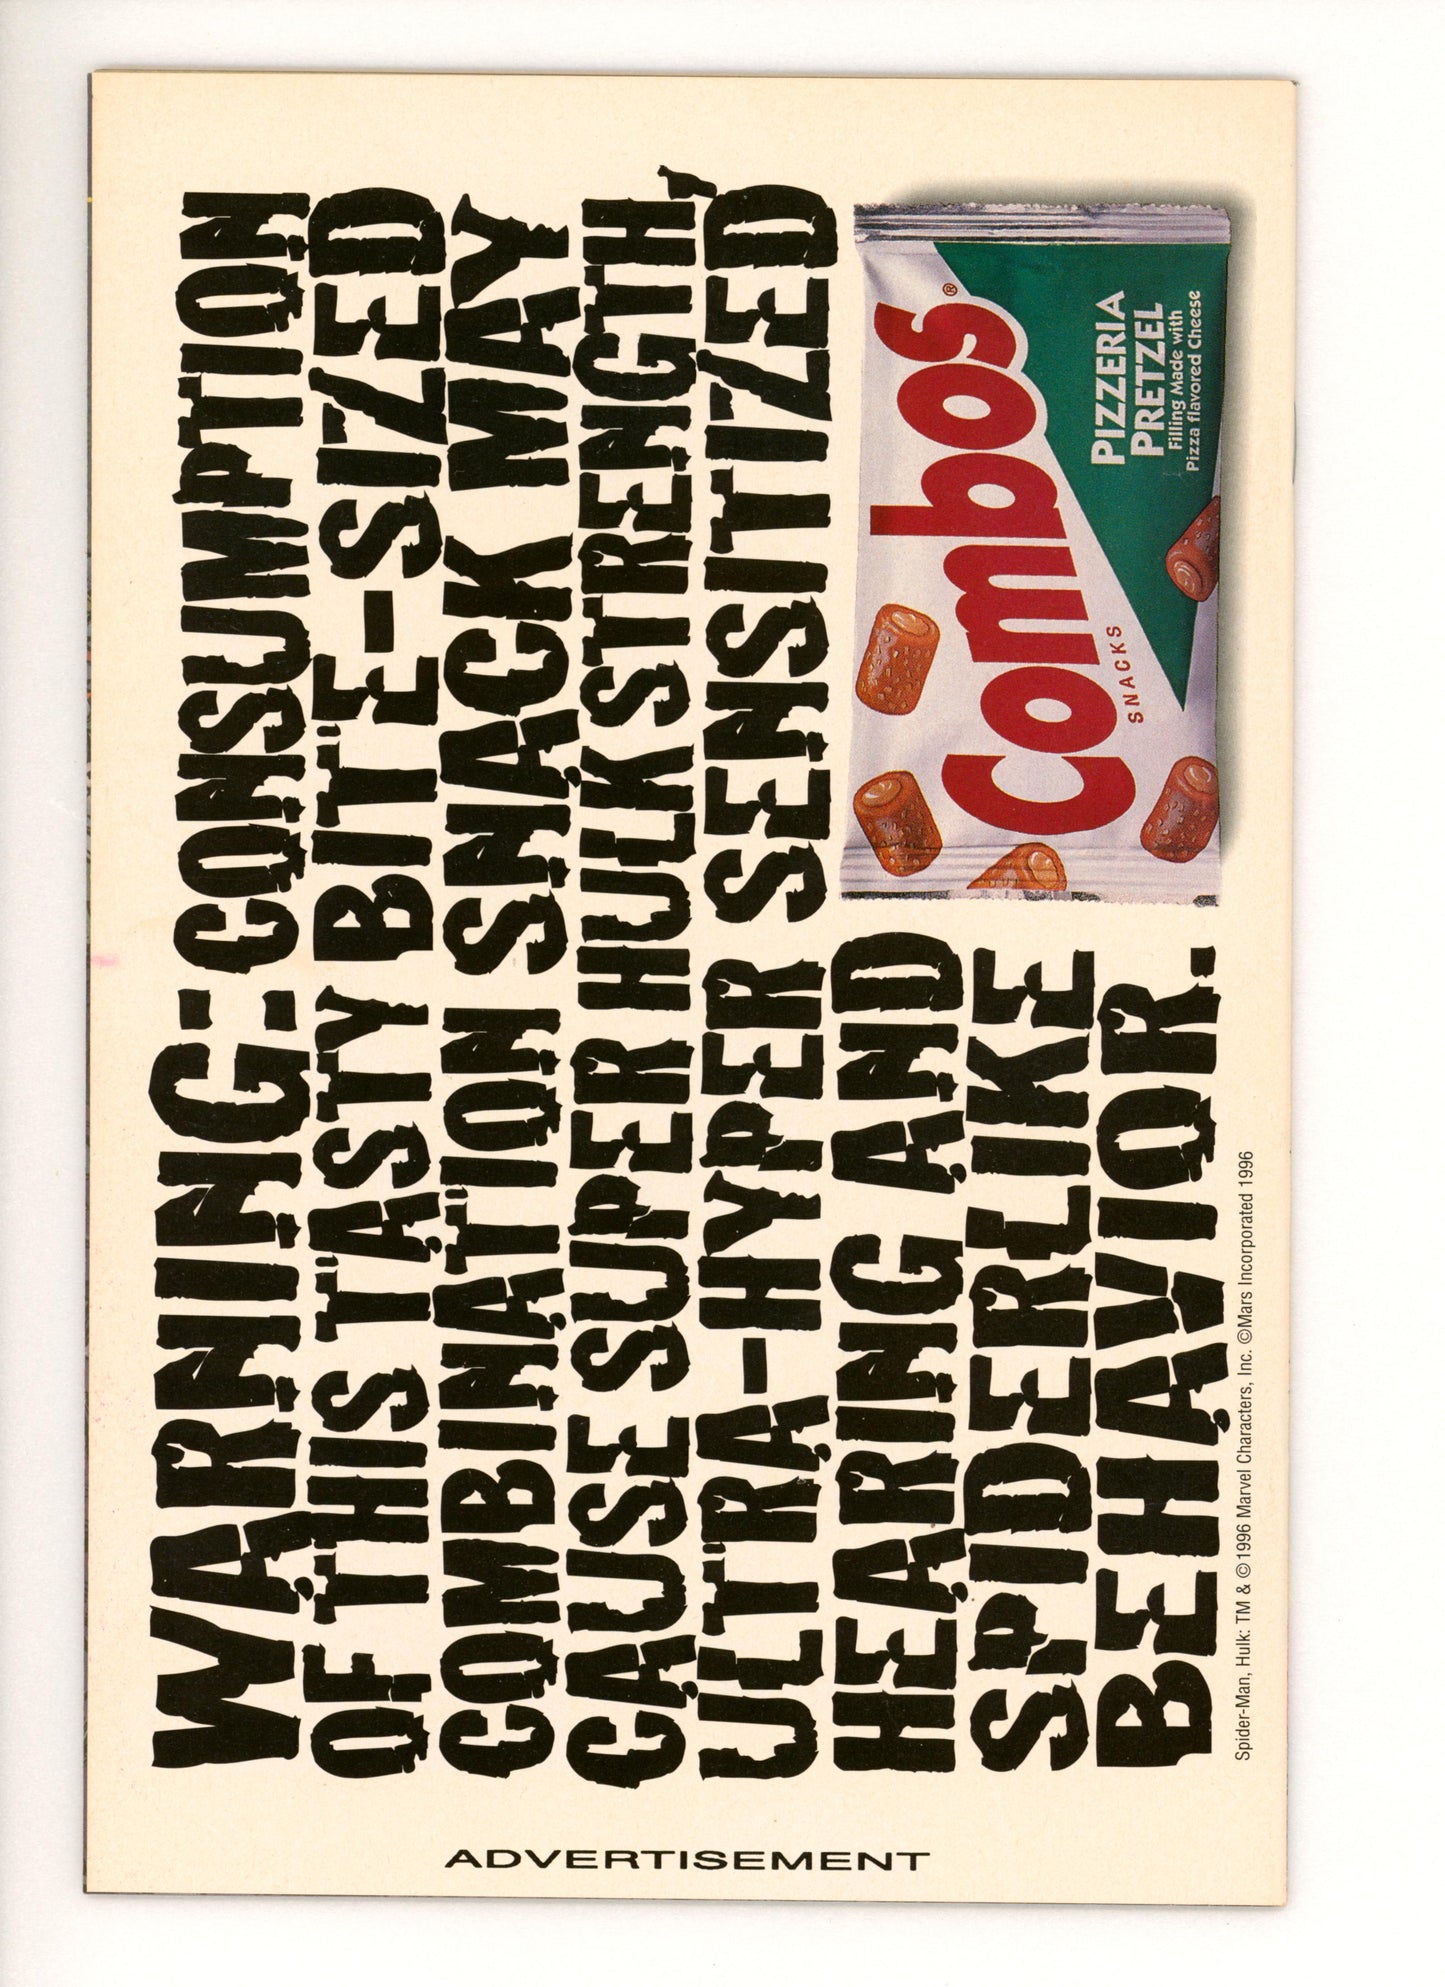 WARNING: CONSUMPTION
OF THIS TASTY BITE-SIZED
COMBINATION SNACK MAY
CAUSE SUPER HULK STRENGTH,
ULTRA-HYPER SENSITIZED
HEARING AND
SPIDERLIKE
BEHAVIOR.
Combos®
SNACKS
PIZZERIA
PRETZEL
Filling Made with
Pizza flavored Cheese
Spider-Man, Hulk: TM & ©1996 Marvel Characters, Inc. ©Mars Incorporated 1996
ADVERTISEMENT